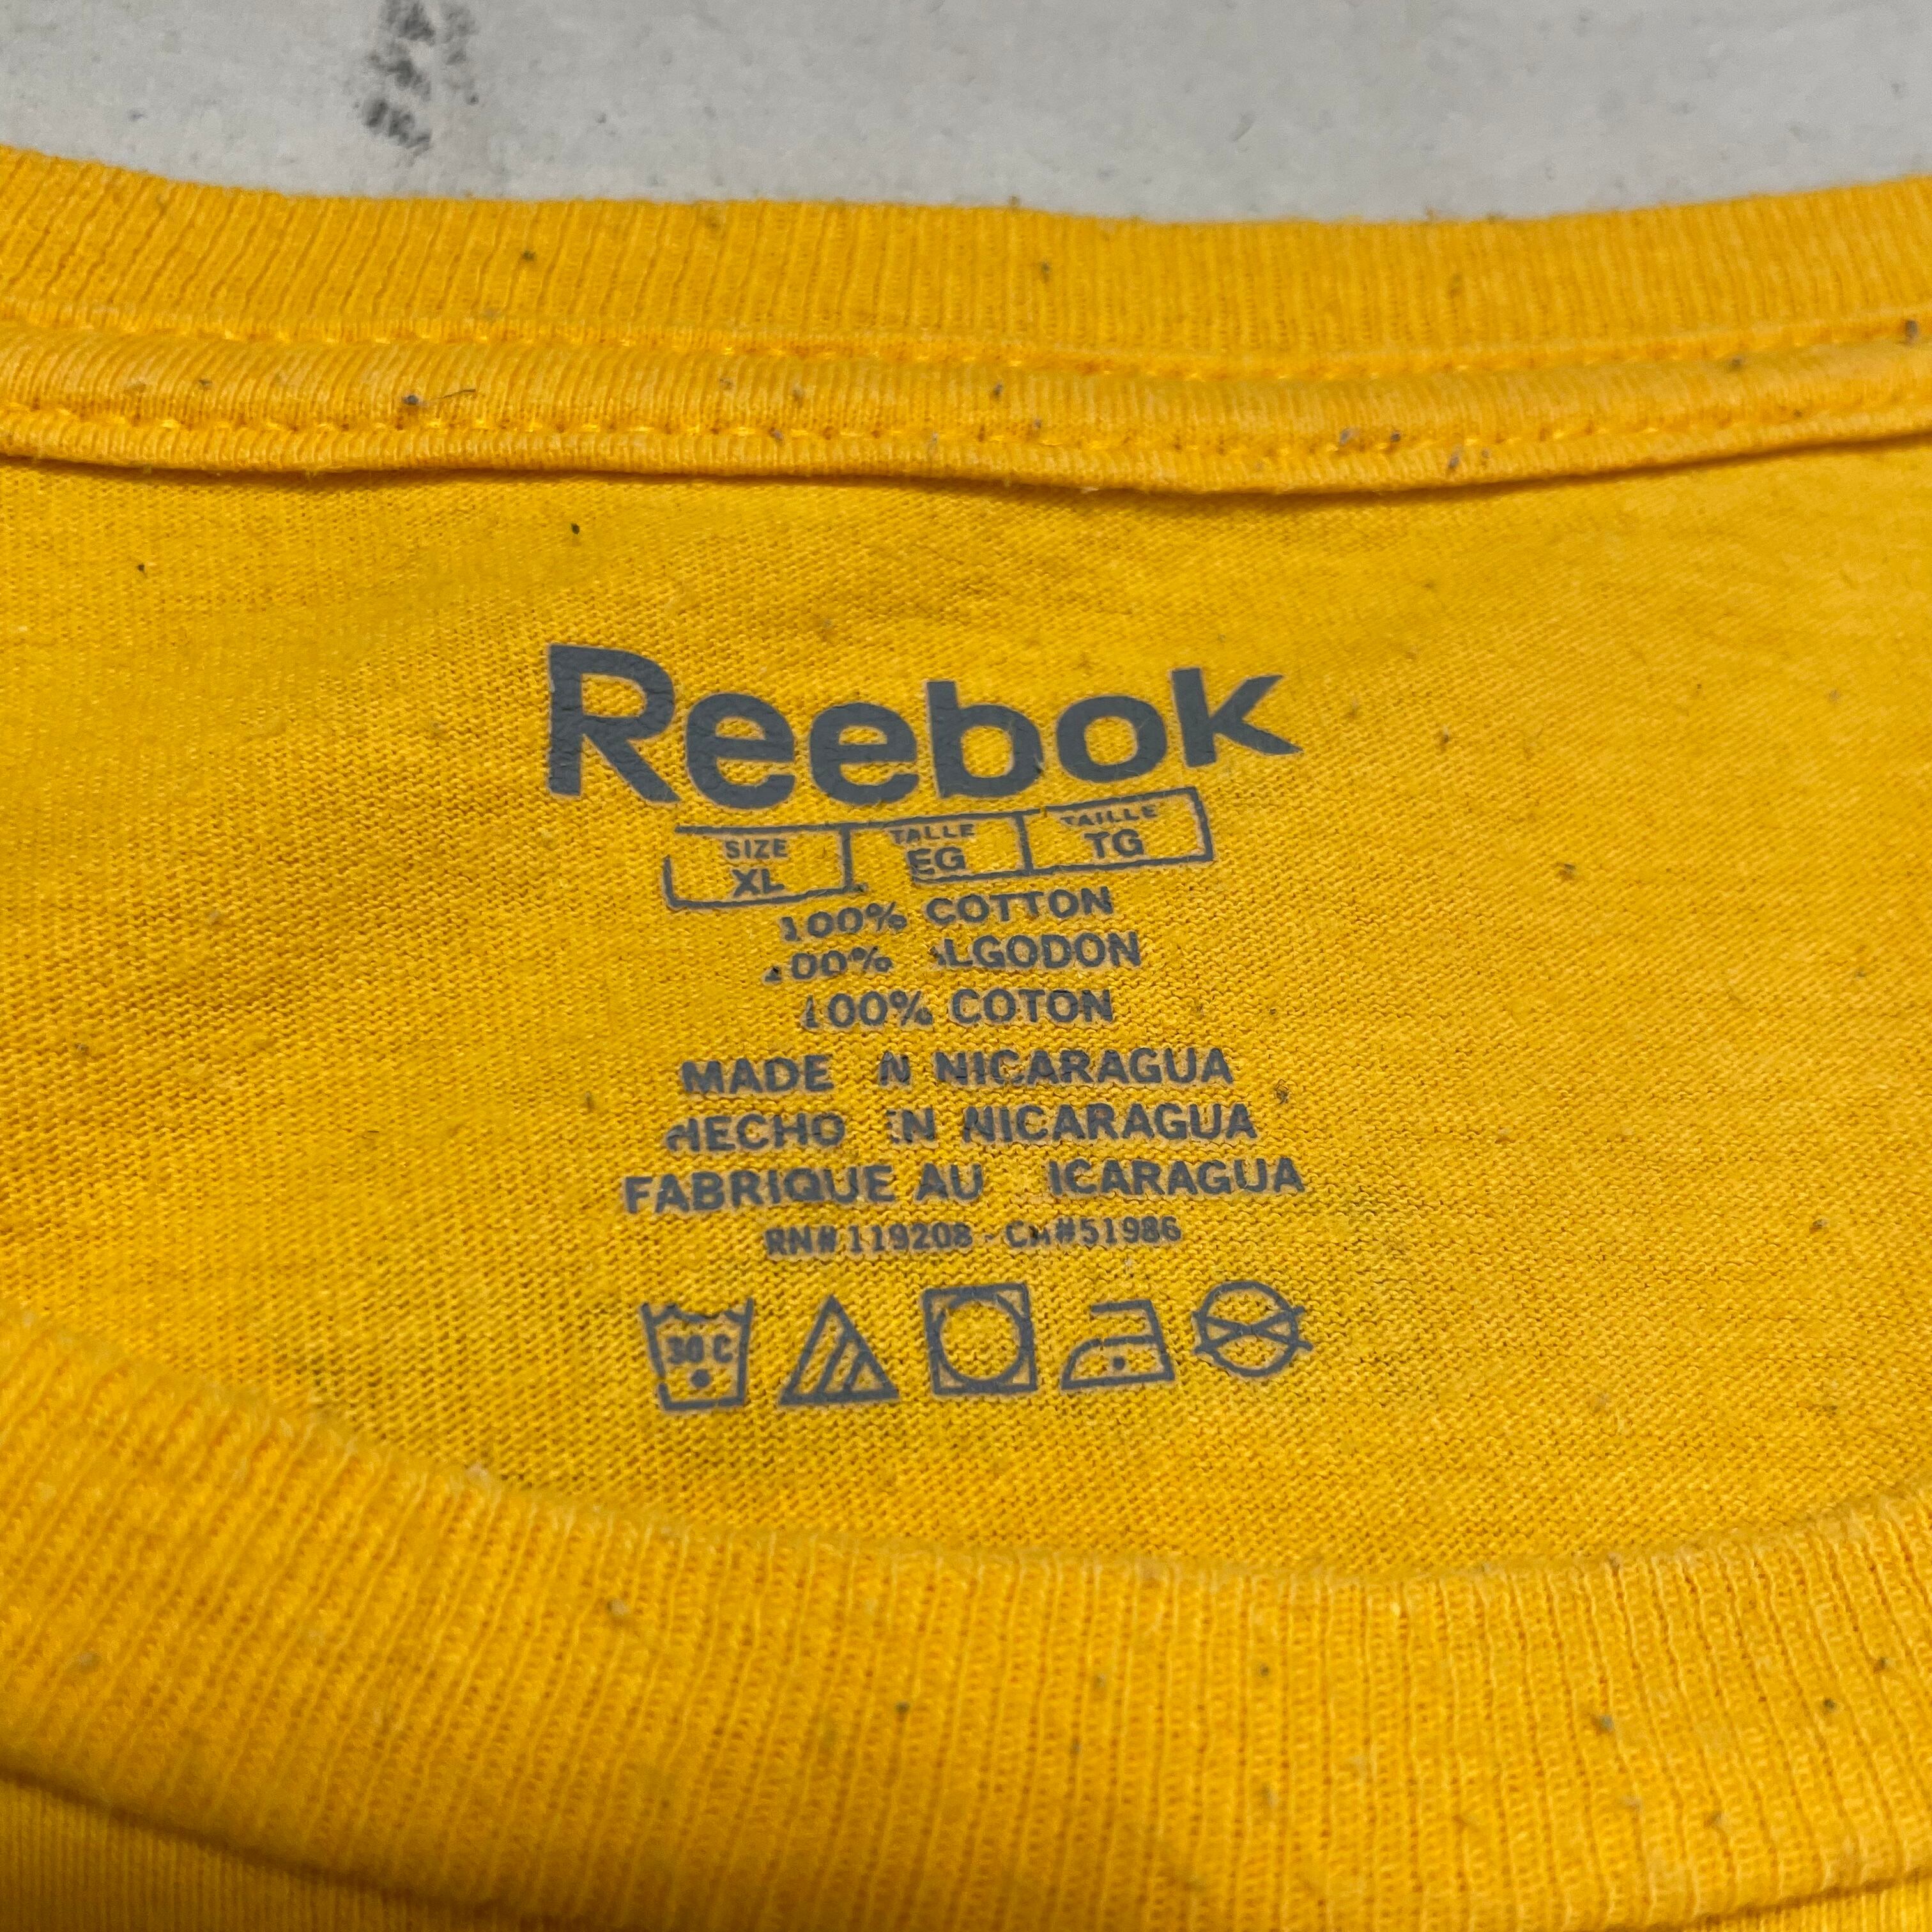 Reebok
SIZE TALLE TAILLE
XL EG TG
100% COTTON
100% ALGODON
100% COTON
MADE IN NICARAGUA
HECHO EN NICARAGUA
FABRIQUE AU NICARAGUA
RN# 119208 - CA#51986
30 C